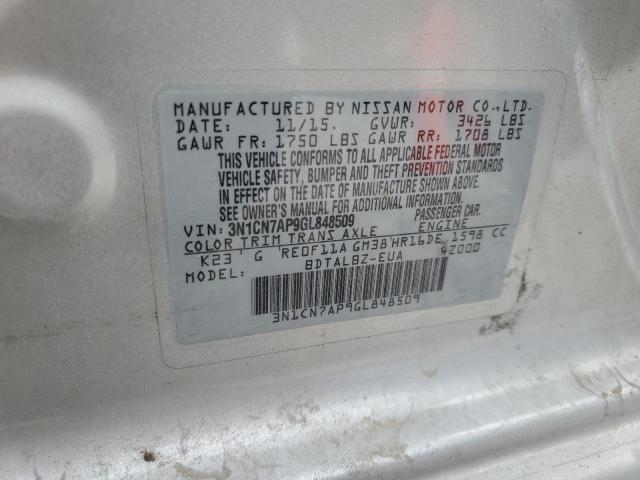 MANUFACTURED BY NISSAN MOTOR CO.,LTD.
DATE: 11/15. GVWR: 3426 LBS
GAWR FR: 1750 LBS GAWR RR: 1708 LBS
THIS VEHICLE CONFORMS TO ALL APPLICABLE FEDERAL MOTOR
VEHICLE SAFETY, BUMPER AND THEFT PREVENTION STANDARDS
IN EFFECT ON THE DATE OF MANUFACTURE SHOWN ABOVE.
SEE OWNER'S MANUAL FOR ADDITIONAL INFORMATION.
VIN: 3N1CN7AP9GL848509 PASSENGER CAR
COLOR TRIM TRANS AXLE ENGINE
K23 G RE0F11A GM38 HR16DE 1598 CC
MODEL: BDTALBZ-EUA 42000
3N1CN7AP9GL848509